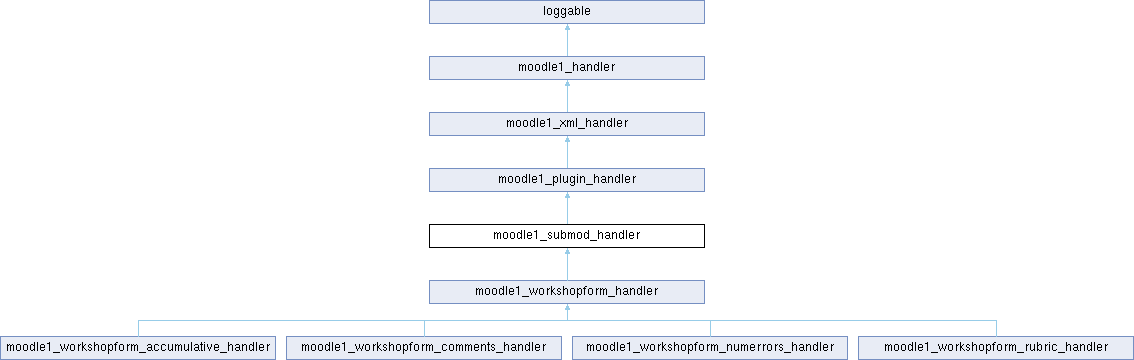 loggable
moodle1_handler
moodle1_xml_handler
moodle1_plugin_handler
moodle1_submod_handler
moodle1_workshopform_handler
moodle1_workshopform_accumulative_handler
moodle1_workshopform_comments_handler
moodle1_workshopform_numerrors_handler
moodle1_workshopform_rubric_handler